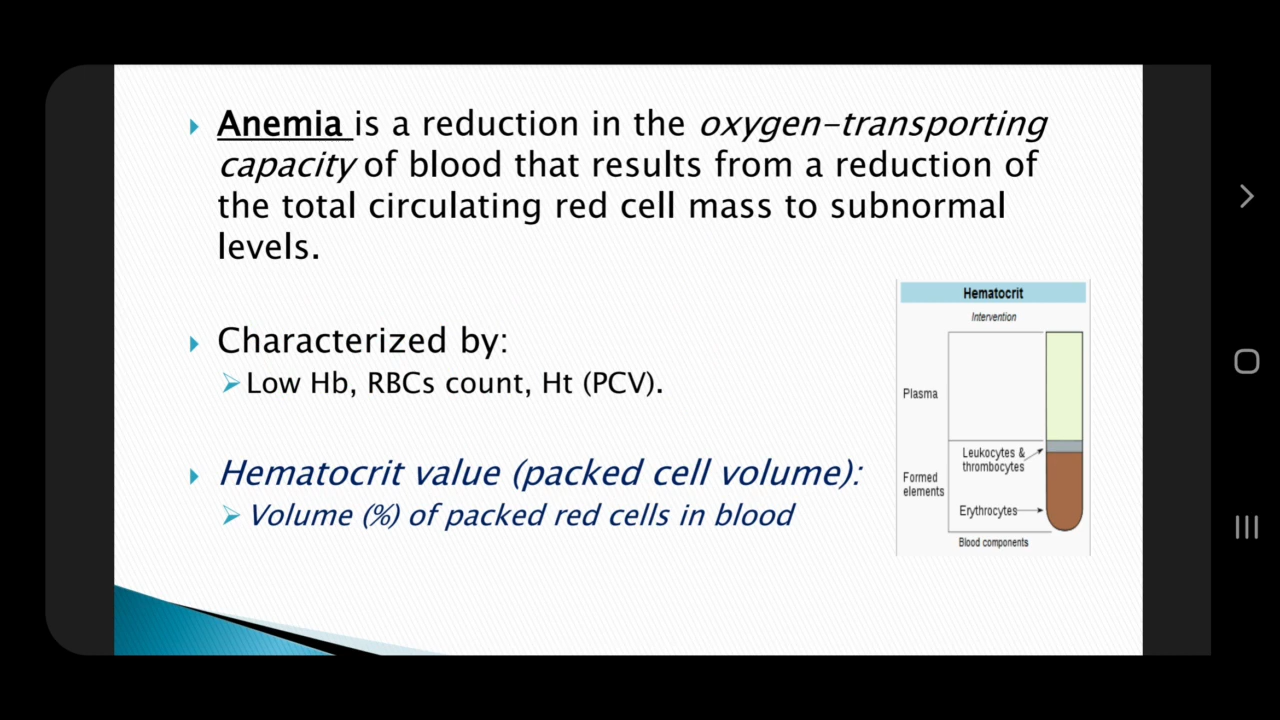 Anemia is a reduction in the oxygen-transporting
capacity of blood that results from a reduction of
the total circulating red cell mass to subnormal
levels.
Characterized by:
Low Hb, RBCs count, Ht (PCV).
Hematocrit value (packed cell volume):
Volume (%) of packed red cells in blood
Hematocrit
Intervention
Plasma
Leukocytes &
thrombocytes
Formed
elements
Erythrocytes
Blood components